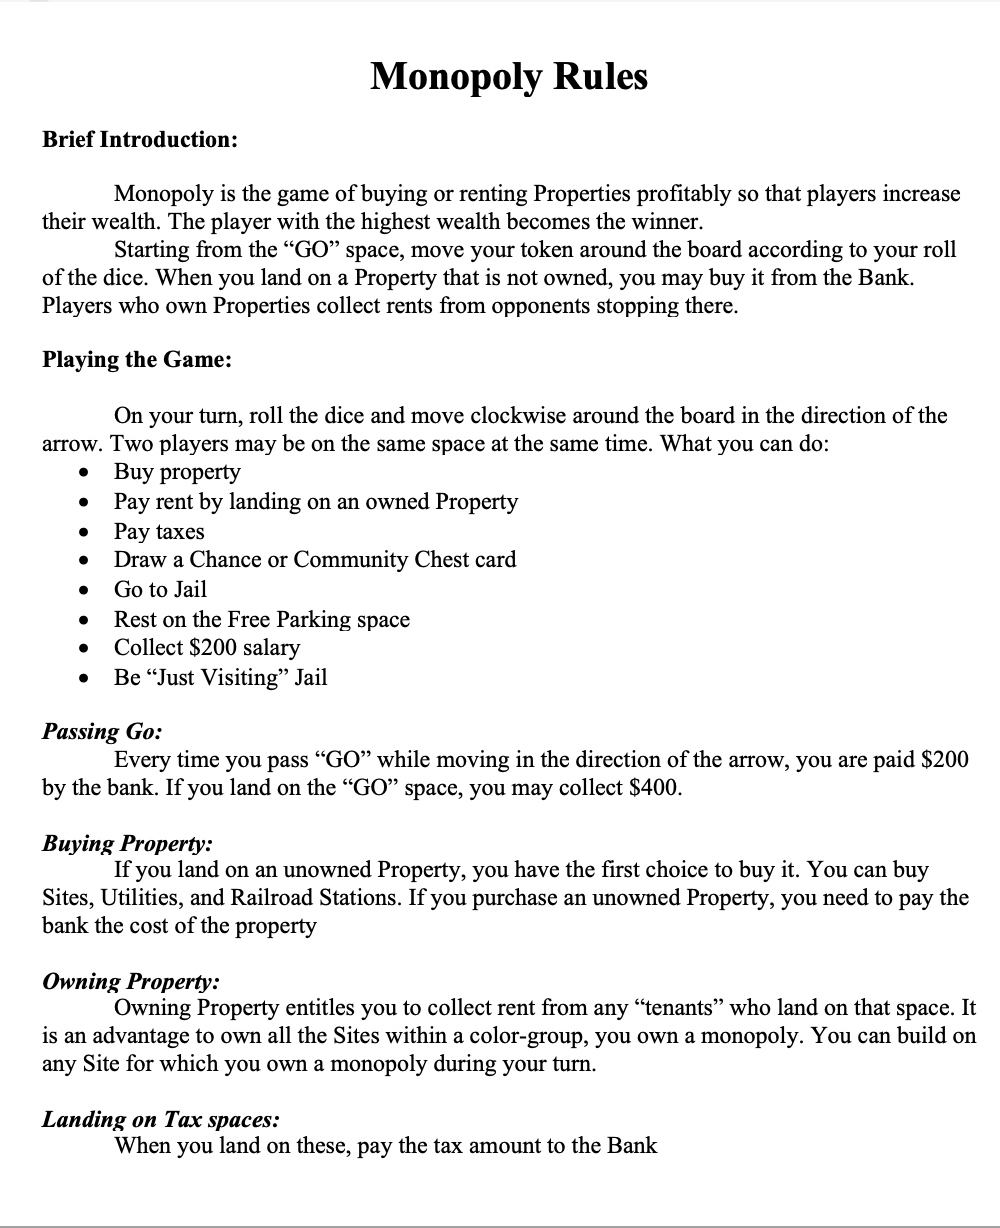 Monopoly Rules
Brief Introduction:
Monopoly is the game of buying or renting Properties profitably so that players increase
their wealth. The player with the highest wealth becomes the winner.
Starting from the “GO” space, move your token around the board according to your roll
of the dice. When you land on a Property that is not owned, you may buy it from the Bank.
Players who own Properties collect rents from opponents stopping there.
Playing the Game:
On your turn, roll the dice and move clockwise around the board in the direction of the
arrow. Two players may be on the same space at the same time. What you can do:
• Buy property
• Pay rent by landing on an owned Property
• Pay taxes
• Draw a Chance or Community Chest card
• Go to Jail
• Rest on the Free Parking space
• Collect $200 salary
• Be “Just Visiting” Jail
Passing Go:
Every time you pass “GO” while moving in the direction of the arrow, you are paid $200
by the bank. If you land on the “GO” space, you may collect $400.
Buying Property:
If you land on an unowned Property, you have the first choice to buy it. You can buy
Sites, Utilities, and Railroad Stations. If you purchase an unowned Property, you need to pay the
bank the cost of the property
Owning Property:
Owning Property entitles you to collect rent from any “tenants” who land on that space. It
is an advantage to own all the Sites within a color-group, you own a monopoly. You can build on
any Site for which you own a monopoly during your turn.
Landing on Tax spaces:
When you land on these, pay the tax amount to the Bank